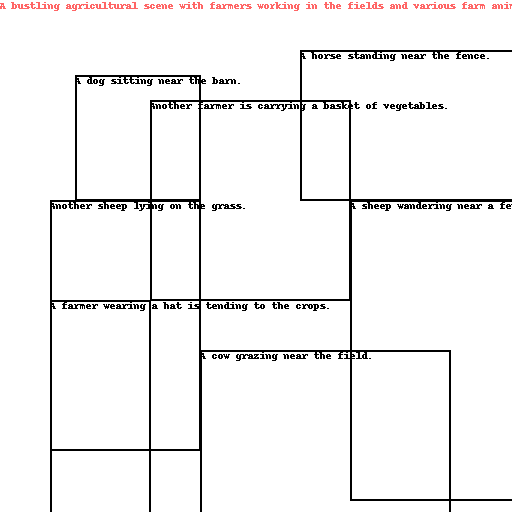 A bustling agricultural scene with farmers working in the fields and various farm
A horse standing near the fence.
A dog sitting near the barn.
Another farmer is carrying a basket of vegetables.
Another sheep lying on the grass.
A sheep wandering near a
A farmer wearing a hat is tending to the crops.
A cow grazing near the field.